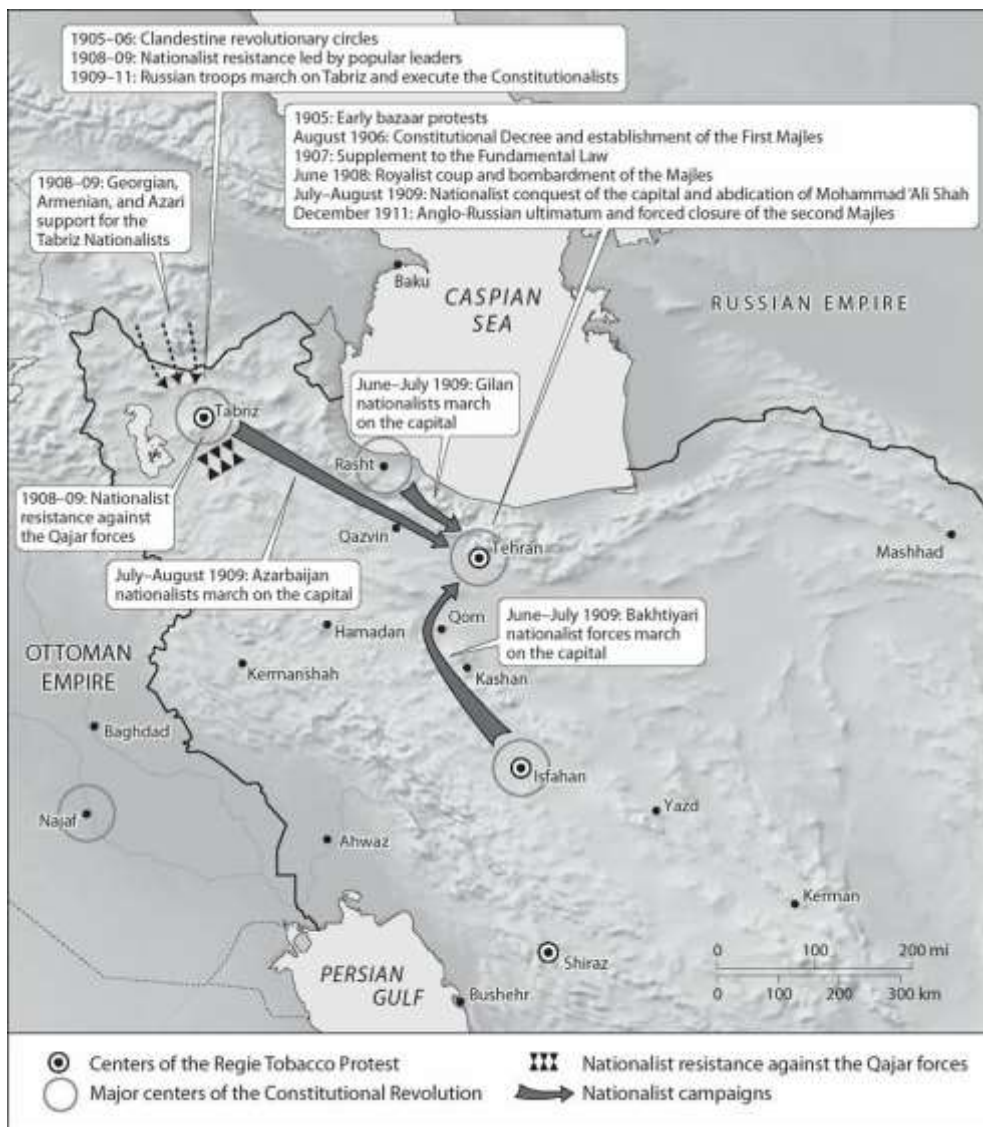 1905–06: Clandestine revolutionary circles
1908–09: Nationalist resistance led by popular leaders
1909–11: Russian troops march on Tabriz and execute the Constitutionalists
1905: Early bazaar protests
August 1906: Constitutional Decree and establishment of the First Majles
1907: Supplement to the Fundamental Law
June 1908: Royalist coup and bombardment of the Majles
July–August 1909: Nationalist conquest of the capital and abdication of Mohammad ‘Ali Shah
December 1911: Anglo-Russian ultimatum and forced closure of the second Majles
1908–09: Georgian,
Armenian, and Azari
support for the
Tabriz Nationalists
Baku
CASPIAN
SEA
RUSSIAN EMPIRE
June–July 1909: Gilan
nationalists march
on the capital
Tabriz
Rasht
1908–09: Nationalist
resistance against
the Qajar forces
Qazvin
Tehran
Mashhad
July–August 1909: Azarbaijan
nationalists march on the capital
June–July 1909: Bakhtiyari
nationalist forces march
on the capital
Qom
Hamadan
OTTOMAN
EMPIRE
Kermanshah
Kashan
Baghdad
Isfahan
Yazd
Najaf
Ahwaz
Kerman
Shiraz
0 100 200 mi
0 100 200 300 km
PERSIAN
GULF
Bushehr
Centers of the Regie Tobacco Protest
Nationalist resistance against the Qajar forces
Major centers of the Constitutional Revolution
Nationalist campaigns